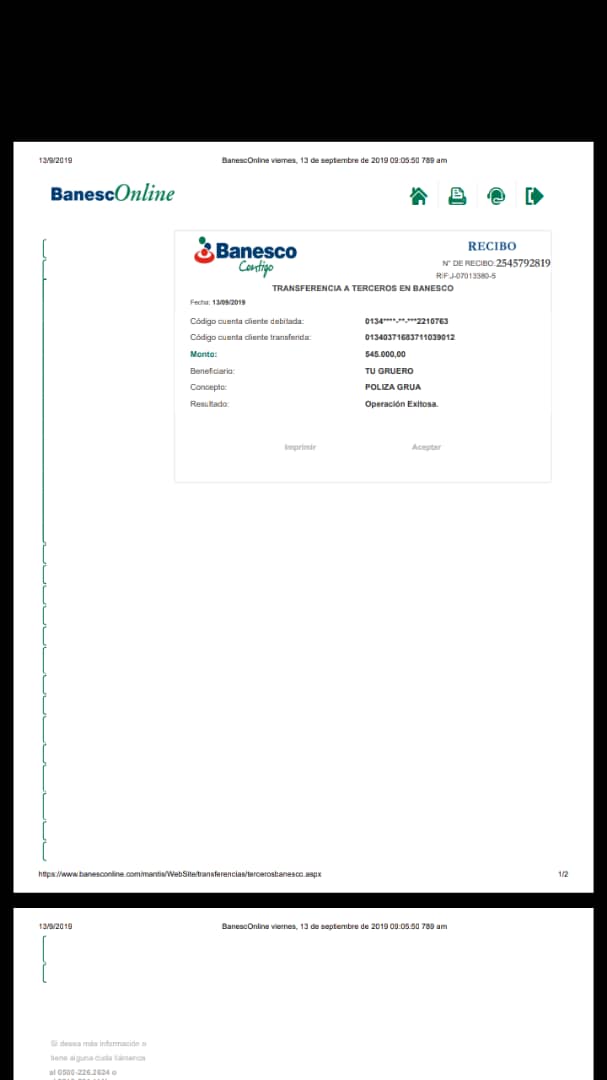 13/9/2019 BanescOnline viernes, 13 de septiembre de 2019 09:05:50 789 am
BanescOnline
Banesco
Contigo
RECIBO
N° DE RECIBO:2545792819
RIF:J-07013380-5
TRANSFERENCIA A TERCEROS EN BANESCO
Fecha: 13/09/2019
Código cuenta cliente debitada: 0134****-**-***2210763
Código cuenta cliente transferida: 01340371683711039012
Monto: 545.000,00
Beneficiario: TU GRUERO
Concepto: POLIZA GRUA
Resultado: Operación Exitosa.
Imprimir Aceptar
https://www.banesconline.com/mantis/WebSite/transferencias/tercerosbanesco.aspx 1/2
13/9/2019 BanescOnline viernes, 13 de septiembre de 2019 09:05:50 789 am
Si desea más información o
tiene alguna duda llámenos
al 0500-226.2624 o